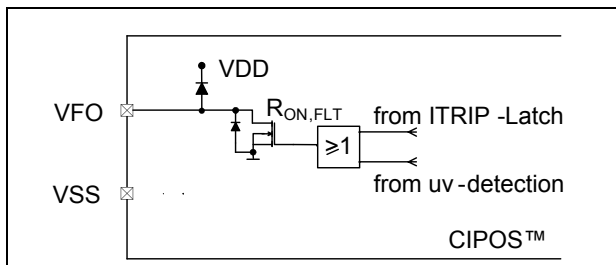 VDD
VFO
RON,FLT
from ITRIP -Latch
≥1
from uv -detection
VSS
CIPOS™